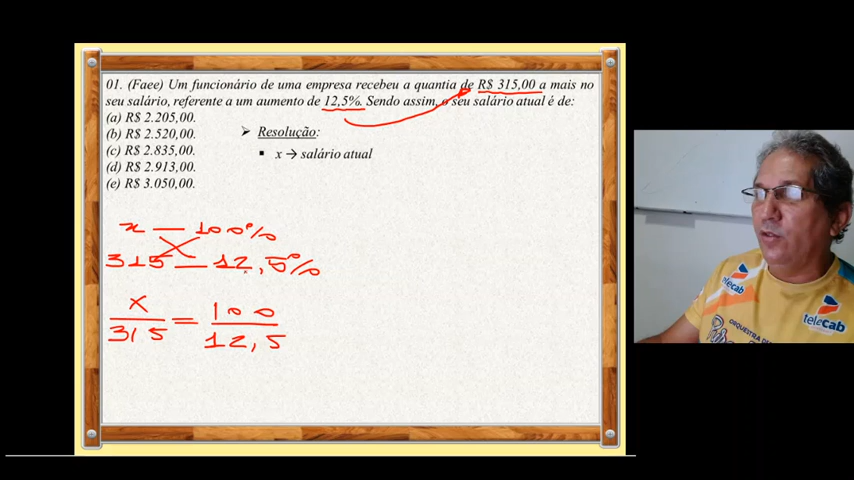 01. (Faee) Um funcionário de uma empresa recebeu a quantia de R$ 315,00 a mais no
seu salário, referente a um aumento de 12,5%. Sendo assim, o seu salário atual é de:
(a) R$ 2.205,00.
(b) R$ 2.520,00.
(c) R$ 2.835,00.
(d) R$ 2.913,00.
(e) R$ 3.050,00.
➢ Resolução:
▪ x → salário atual
x — 100%
315 — 12,5%
x/315 = 100/12,5
telecab
telecab
ORQUESTRA